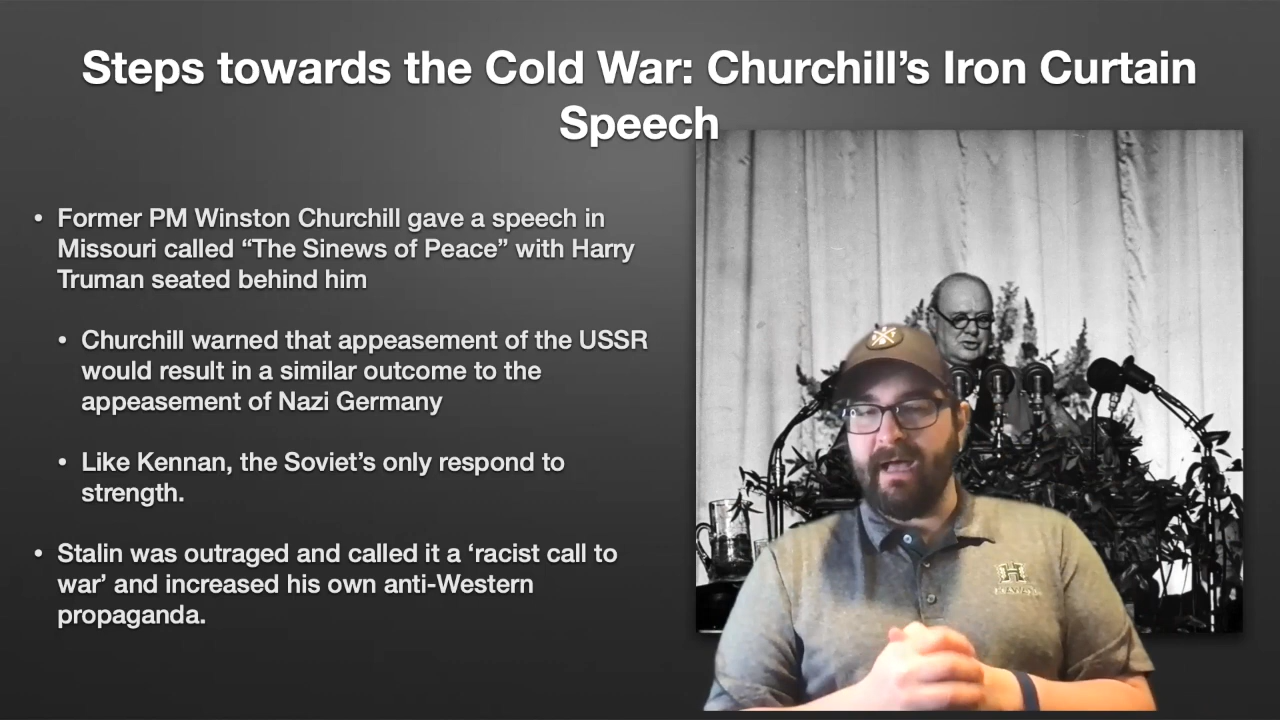 Steps towards the Cold War: Churchill’s Iron Curtain
Speech
• Former PM Winston Churchill gave a speech in
Missouri called “The Sinews of Peace” with Harry
Truman seated behind him
• Churchill warned that appeasement of the USSR
would result in a similar outcome to the
appeasement of Nazi Germany
• Like Kennan, the Soviet’s only respond to
strength.
• Stalin was outraged and called it a ‘racist call to
war’ and increased his own anti-Western
propaganda.
H